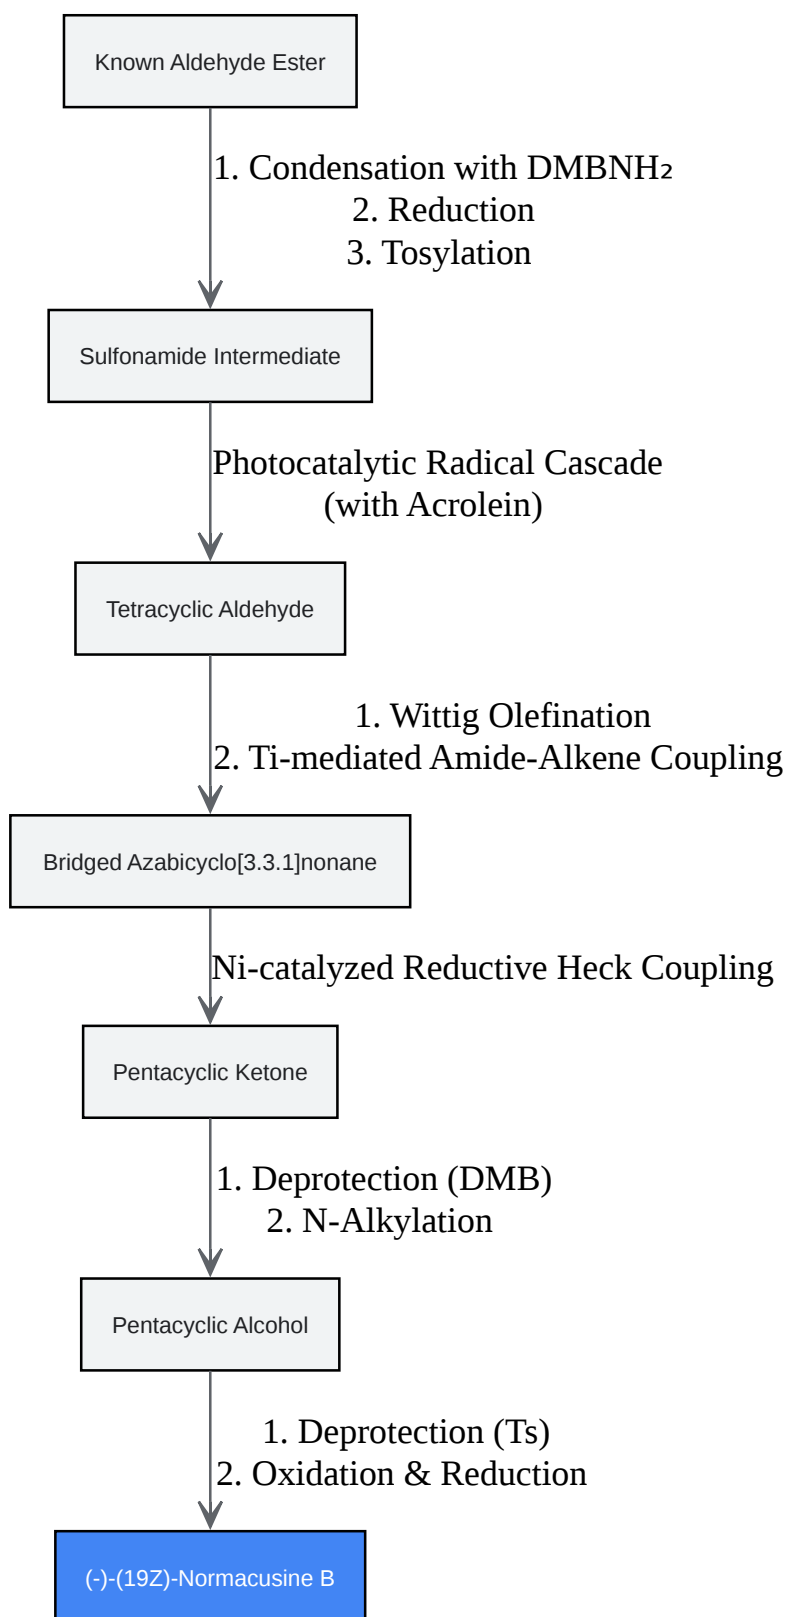 Known Aldehyde Ester
1. Condensation with DMBNH₂
2. Reduction
3. Tosylation
Sulfonamide Intermediate
Photocatalytic Radical Cascade
(with Acrolein)
Tetracyclic Aldehyde
1. Wittig Olefination
2. Ti-mediated Amide-Alkene Coupling
Bridged Azabicyclo[3.3.1]nonane
Ni-catalyzed Reductive Heck Coupling
Pentacyclic Ketone
1. Deprotection (DMB)
2. N-Alkylation
Pentacyclic Alcohol
1. Deprotection (Ts)
2. Oxidation & Reduction
(-)-(19Z)-Normacusine B